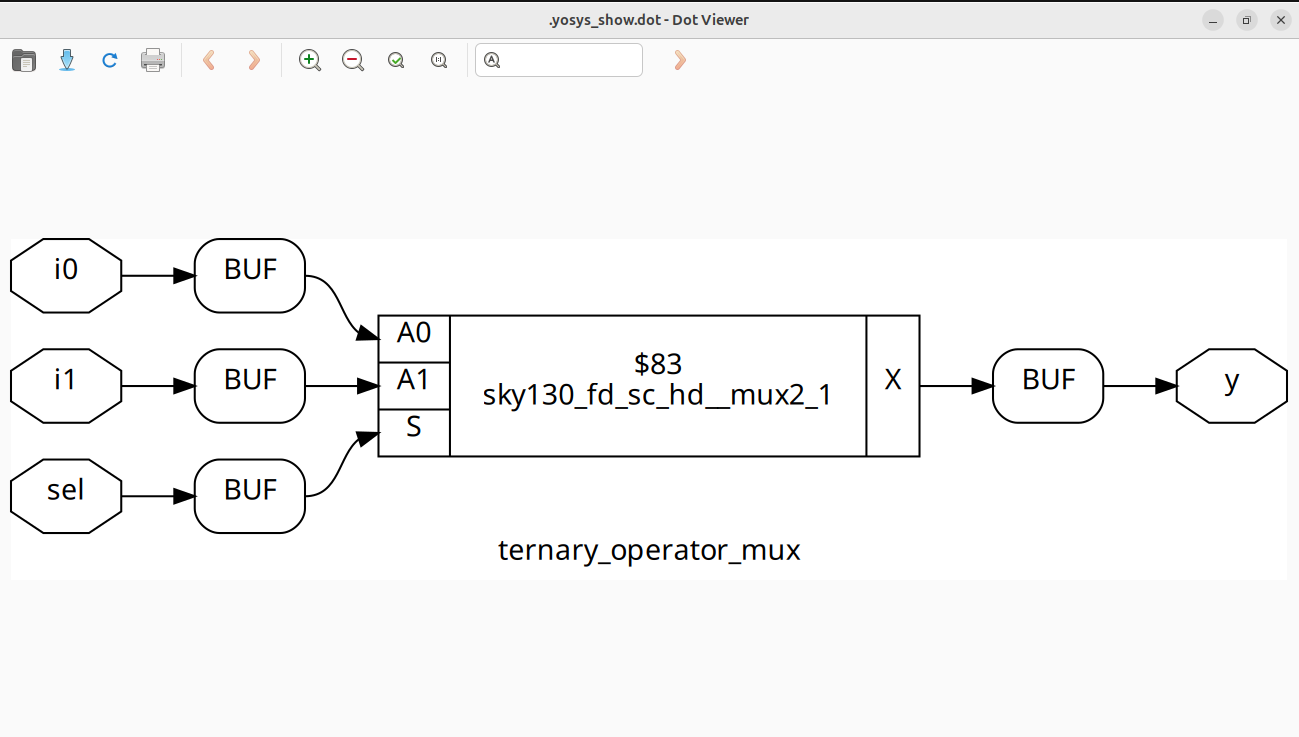 .yosys_show.dot - Dot Viewer
i0
BUF
i1
BUF
sel
BUF
A0
A1
S
$83
sky130_fd_sc_hd__mux2_1
X
BUF
y
ternary_operator_mux